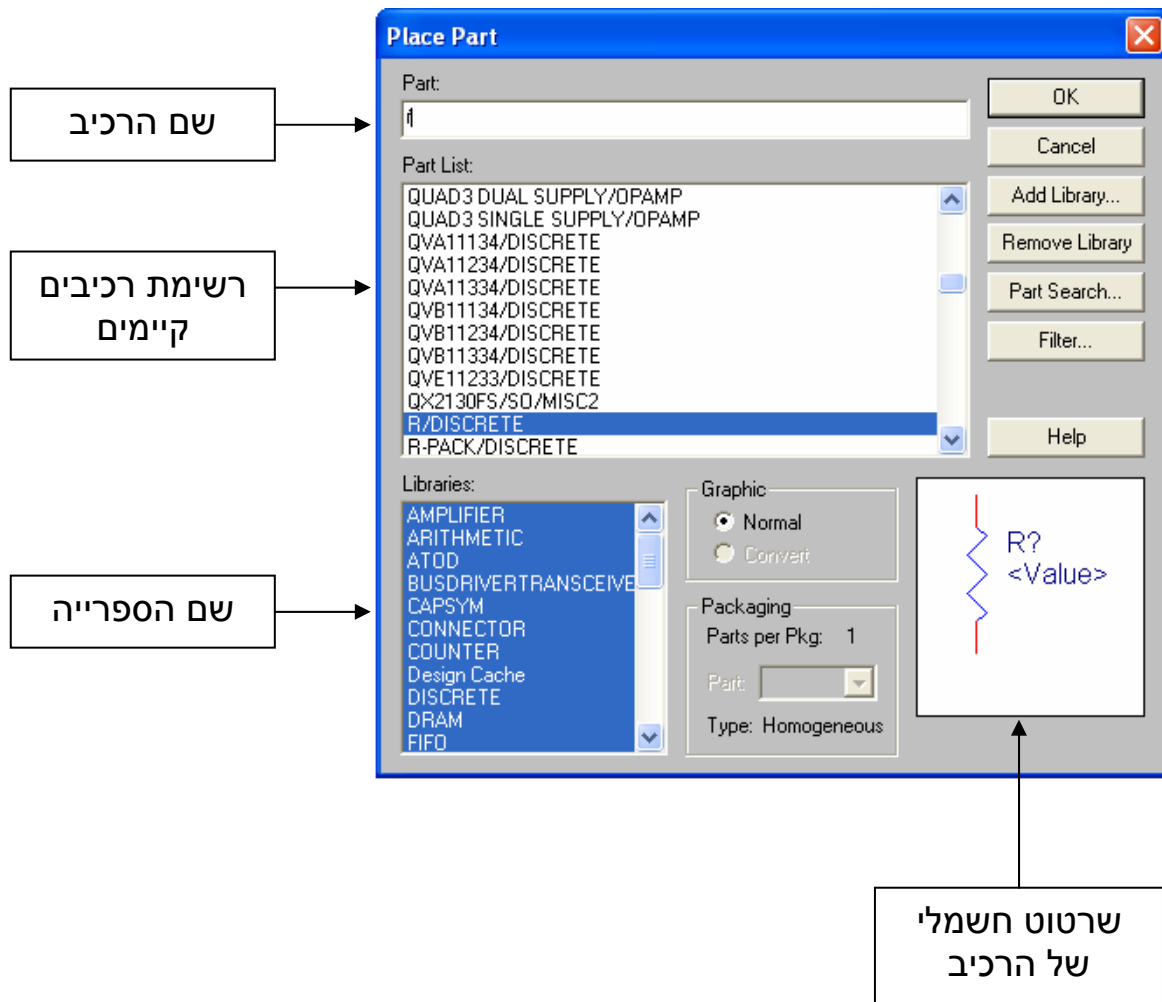 Place Part
Part:
r
OK
שם הרכיב
Cancel
Part List:
QUAD3 DUAL SUPPLY/OPAMP
QUAD3 SINGLE SUPPLY/OPAMP
QVA11134/DISCRETE
QVA11234/DISCRETE
QVA11334/DISCRETE
QVB11134/DISCRETE
QVB11234/DISCRETE
QVB11334/DISCRETE
QVE11233/DISCRETE
QX2130FS/SO/MISC2
R/DISCRETE
R-PACK/DISCRETE
Add Library...
Remove Library
Part Search...
Filter...
Help
רשימת רכיבים
קיימים
Libraries:
AMPLIFIER
ARITHMETIC
ATOD
BUSDRIVERTRANSCEIVE
CAPSYM
CONNECTOR
COUNTER
Design Cache
DISCRETE
DRAM
FIFO
שם הספרייה
Graphic
Normal
Convert
Packaging
Parts per Pkg: 1
Part:
Type: Homogeneous
R?
<Value>
שרטוט חשמלי
של הרכיב